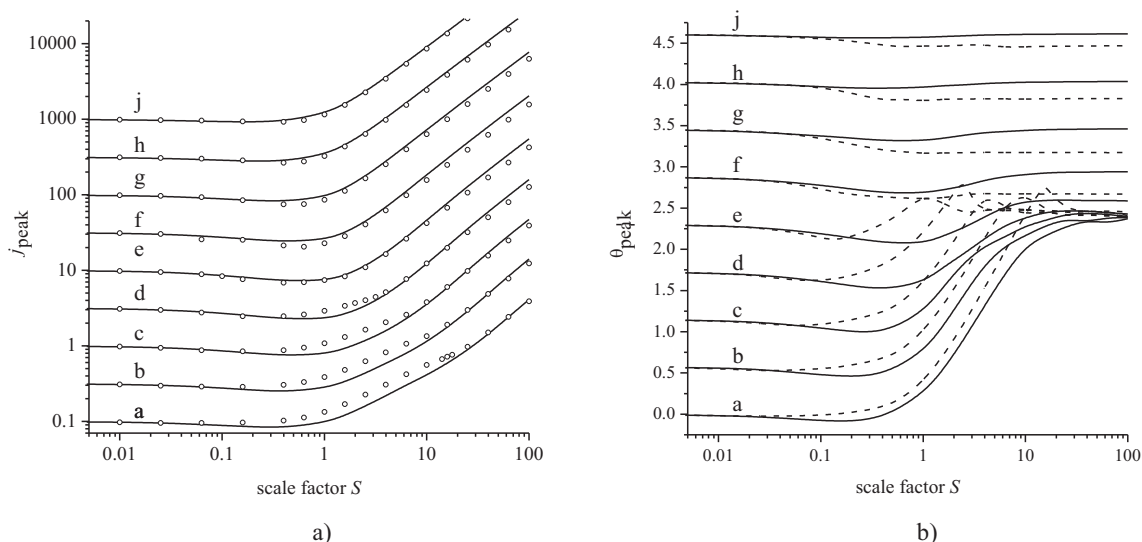 10000
1000
100
10
1
0.1
j_peak
j
h
g
f
e
d
c
b
a
0.01
0.1
1
10
100
scale factor S
a)
4.5
4.0
3.5
3.0
2.5
2.0
1.5
1.0
0.5
0.0
θ_peak
j
h
g
f
e
d
c
b
a
0.01
0.1
1
10
100
scale factor S
b)